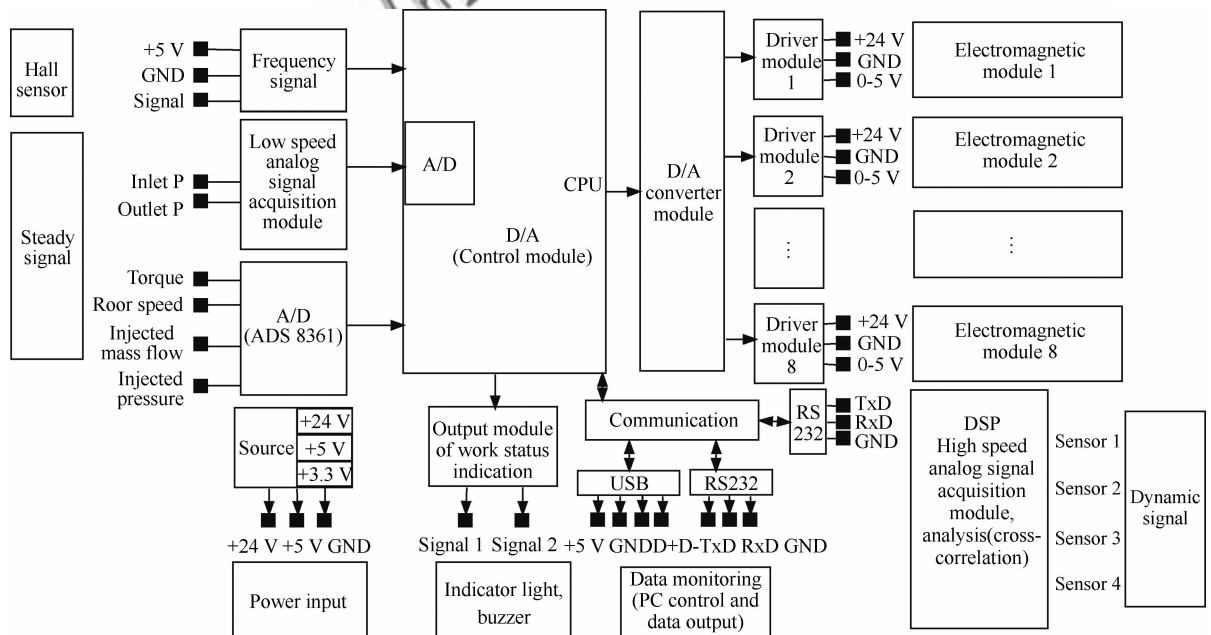 Hall
sensor
+5 V
GND
Signal
Frequency
signal
Steady
signal
Inlet P
Outlet P
Low speed
analog
signal
acquisition
module
Torque
Roor speed
Injected
mass flow
Injected
pressure
A/D
(ADS 8361)
A/D
CPU
D/A
(Control module)
D/A
converter
module
Driver
module
1
+24 V
GND
0-5 V
Electromagnetic
module 1
Driver
module
2
+24 V
GND
0-5 V
Electromagnetic
module 2
⋮
⋮
Driver
module
8
+24 V
GND
0-5 V
Electromagnetic
module 8
Source
+24 V
+5 V
+3.3 V
+24 V +5 V GND
Power input
Output module
of work status
indication
Signal 1 Signal 2
Indicator light,
buzzer
Communication
USB
RS232
+5 V GNDD+D-TxD RxD GND
Data monitoring
(PC control and
data output)
RS
232
TxD
RxD
GND
DSP
High speed
analog signal
acquisition
module,
analysis(cross-
correlation)
Sensor 1
Sensor 2
Sensor 3
Sensor 4
Dynamic
signal